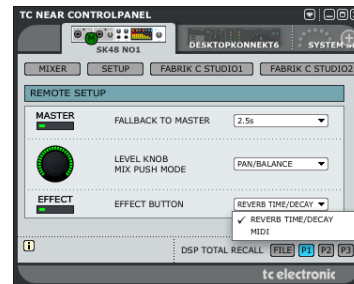 TC NEAR CONTROLPANEL
SK48 NO1
DESKTOPKONNEKT6
SYSTEM
MIXER
SETUP
FABRIK C STUDIO1
FABRIK C STUDIO2
REMOTE SETUP
MASTER
FALLBACK TO MASTER
2.5s
LEVEL KNOB
MIX PUSH MODE
PAN/BALANCE
EFFECT
EFFECT BUTTON
REVERB TIME/DECAY
✓ REVERB TIME/DECAY
MIDI
i
DSP TOTAL RECALL
FILE
P1
P2
P3
tc electronic